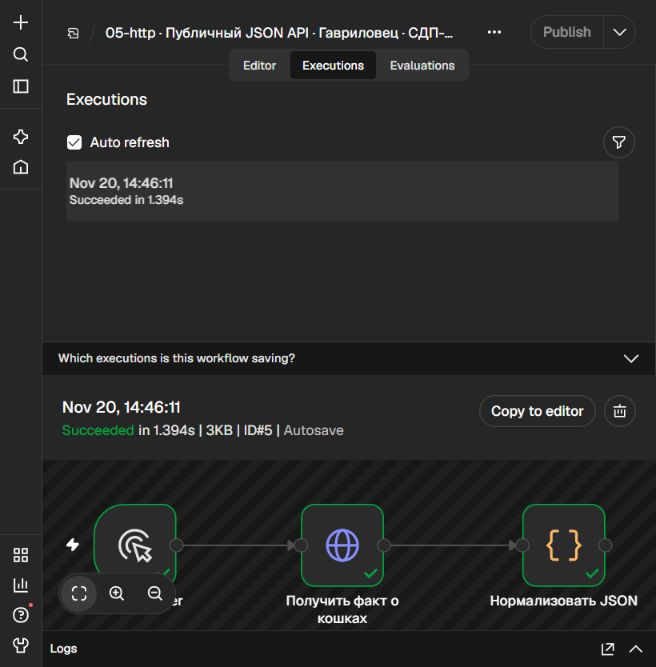 05-http · Публичный JSON API · Гавриловец · СДП-...
Publish
Editor
Executions
Evaluations
Executions
Auto refresh
Nov 20, 14:46:11
Succeeded in 1.394s
Which executions is this workflow saving?
Nov 20, 14:46:11
Succeeded in 1.394s | 3KB | ID#5 | Autosave
Copy to editor
Получить факт о
кошках
Нормализовать JSON
Logs